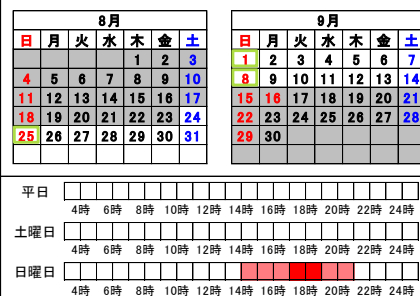 8月 9月
日 月 火 水 木 金 土 日 月 火 水 木 金 土
1 2 3 1 2 3 4 5 6 7
4 5 6 7 8 9 10 8 9 10 11 12 13 14
11 12 13 14 15 16 17 15 16 17 18 19 20 21
18 19 20 21 22 23 24 22 23 24 25 26 27 28
25 26 27 28 29 30 31 29 30
平日
4時 6時 8時 10時 12時 14時 16時 18時 20時 22時 24時
土曜日
4時 6時 8時 10時 12時 14時 16時 18時 20時 22時 24時
日曜日
4時 6時 8時 10時 12時 14時 16時 18時 20時 22時 24時